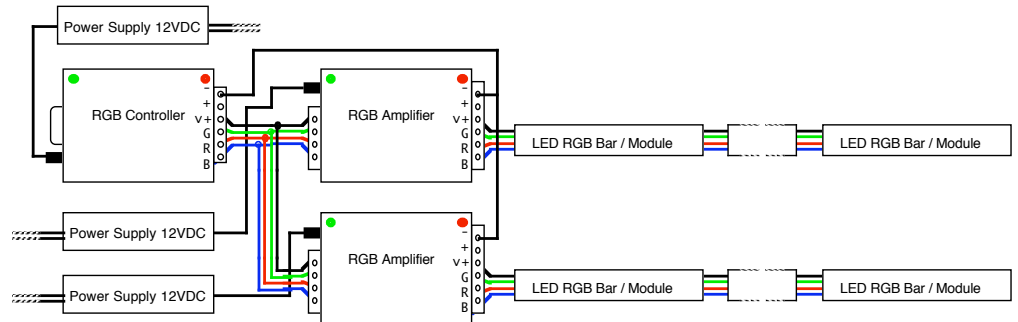 Power Supply 12VDC
RGB Controller
-
+
V+
G
R
B
RGB Amplifier
-
+
V+
G
R
B
LED RGB Bar / Module
LED RGB Bar / Module
Power Supply 12VDC
Power Supply 12VDC
RGB Amplifier
-
+
V+
G
R
B
LED RGB Bar / Module
LED RGB Bar / Module